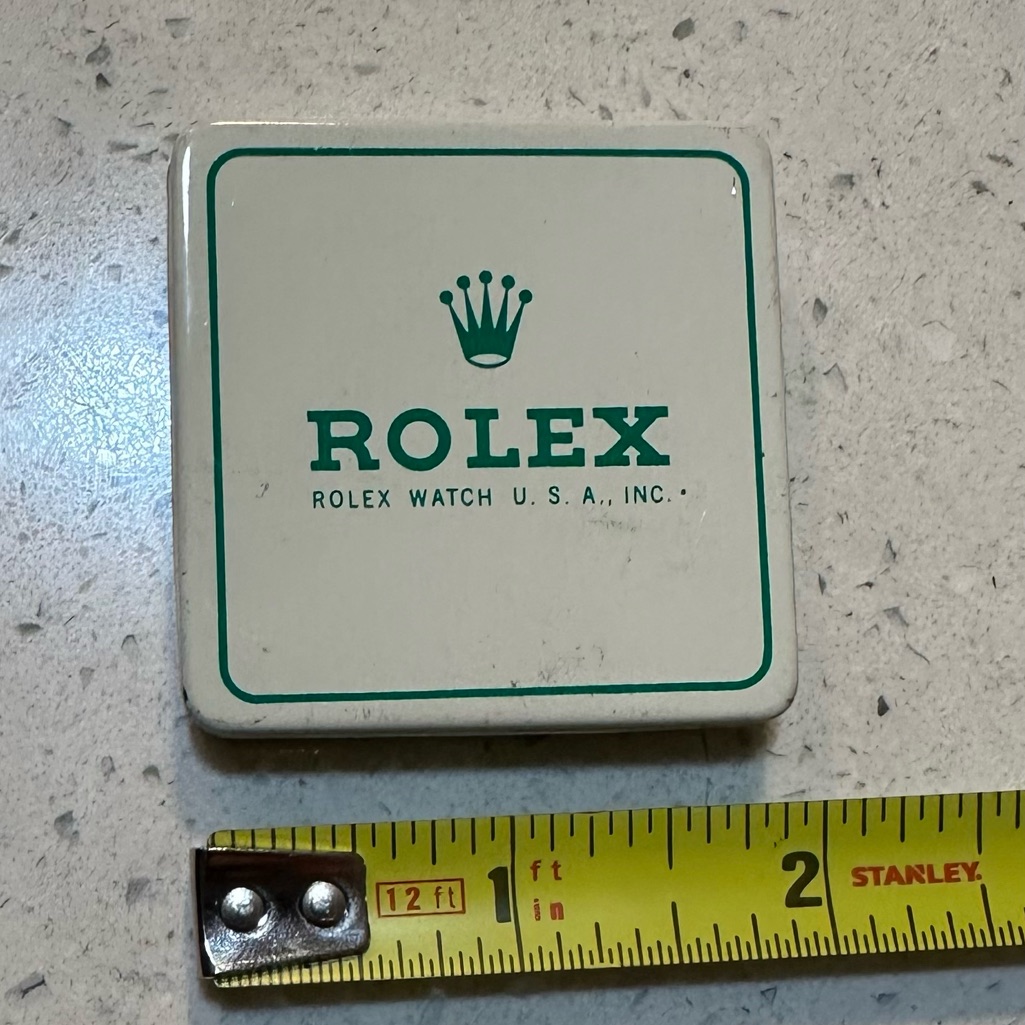 ROLEX
ROLEX WATCH U. S. A., INC.
12 ft
1
ft
in
2
STANLEY.